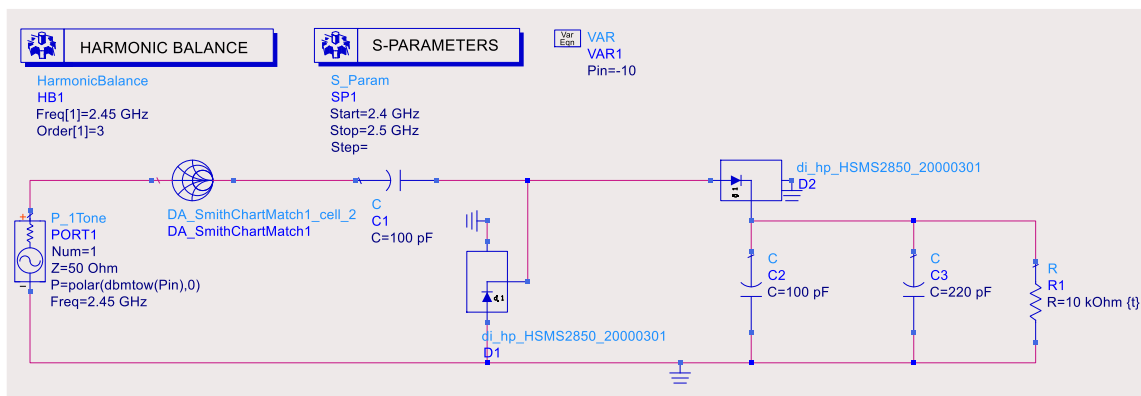 HARMONIC BALANCE
HarmonicBalance
HB1
Freq[1]=2.45 GHz
Order[1]=3
S-PARAMETERS
S_Param
SP1
Start=2.4 GHz
Stop=2.5 GHz
Step=
Var
Eqn
VAR
VAR1
Pin=-10
+
P_1Tone
PORT1
Num=1
Z=50 Ohm
P=polar(dbmtow(Pin),0)
Freq=2.45 GHz
DA_SmithChartMatch1_cell_2
DA_SmithChartMatch1
C
C1
C=100 pF
di_hp_HSMS2850_20000301
D1
di_hp_HSMS2850_20000301
D2
C
C2
C=100 pF
C
C3
C=220 pF
R
R1
R=10 kOhm {t}